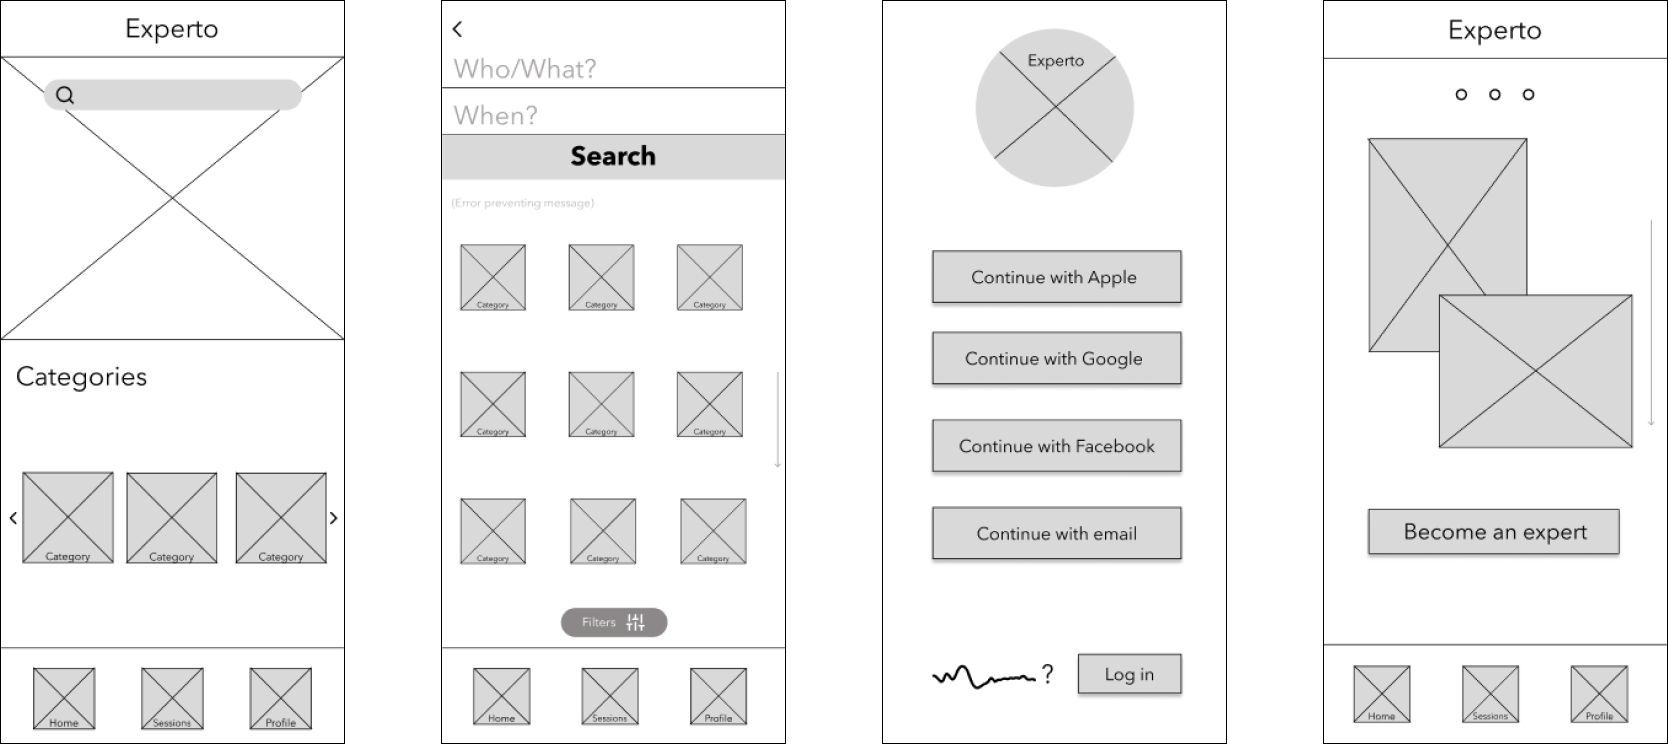 Experto
Categories
Category Category Category
Home Sessions Profile
Who/What?
When?
Search
(Error preventing message)
Category Category Category
Category Category Category
Category Category Category
Filters
Home Sessions Profile
Experto
Continue with Apple
Continue with Google
Continue with Facebook
Continue with email
? Log in
Experto
Become an expert
Home Sessions Profile